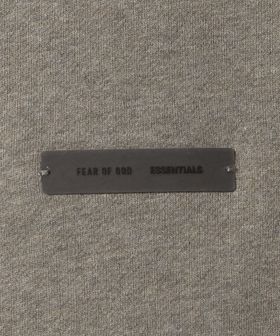 FEAR OF GOD ESSENTIALS